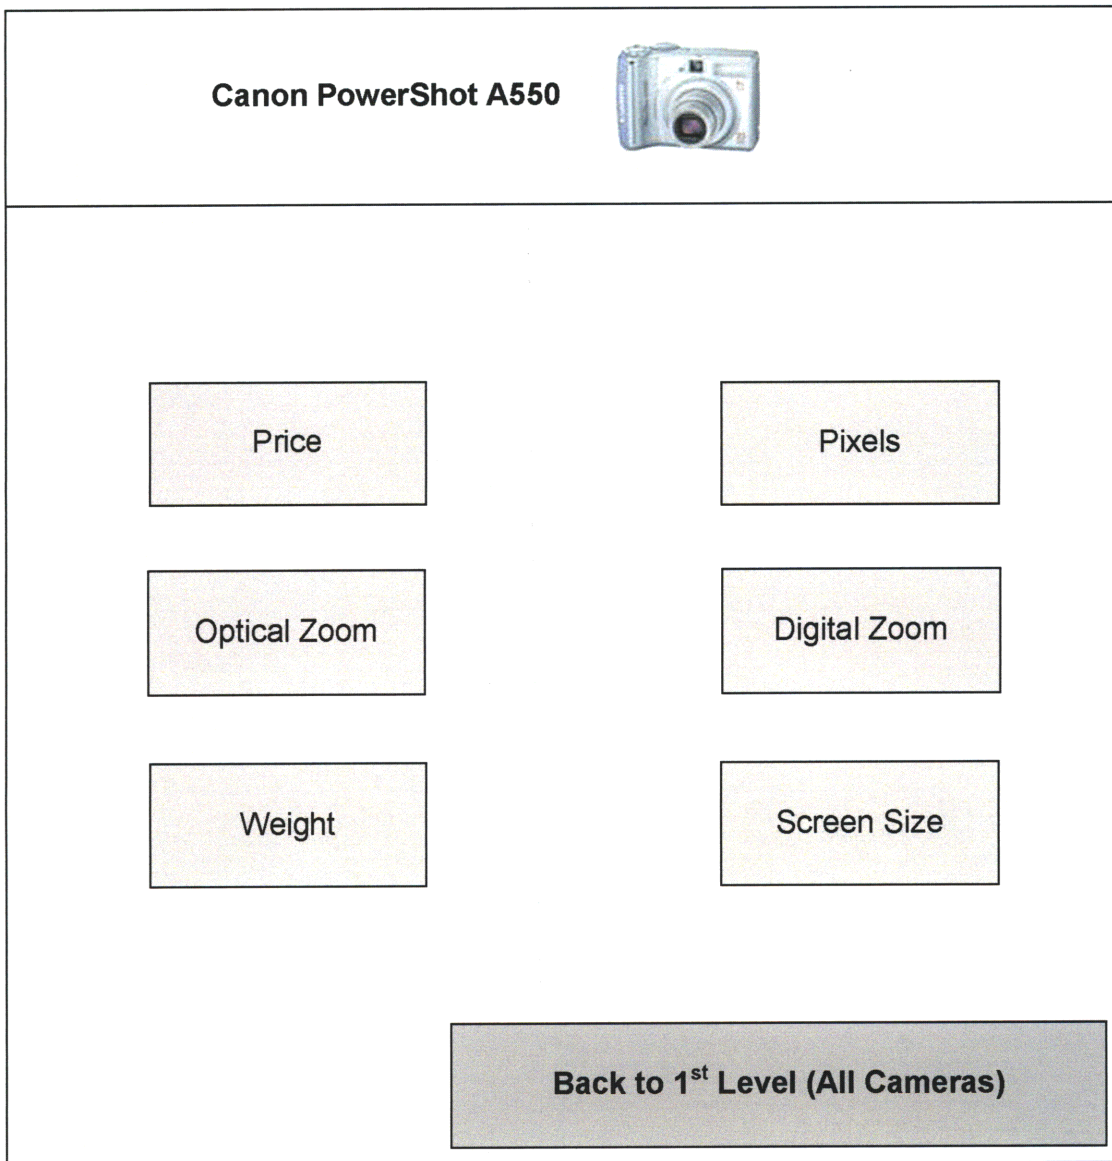 Canon PowerShot A550
Price
Pixels
Optical Zoom
Digital Zoom
Weight
Screen Size
Back to 1st Level (All Cameras)